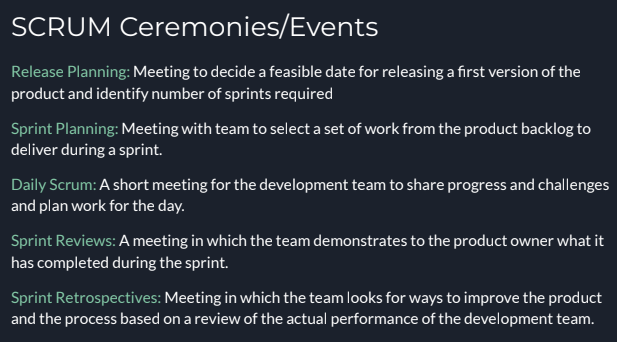 SCRUM Ceremonies/Events
Release Planning: Meeting to decide a feasible date for releasing a first version of the
product and identify number of sprints required
Sprint Planning: Meeting with team to select a set of work from the product backlog to
deliver during a sprint.
Daily Scrum: A short meeting for the development team to share progress and challenges
and plan work for the day.
Sprint Reviews: A meeting in which the team demonstrates to the product owner what it
has completed during the sprint.
Sprint Retrospectives: Meeting in which the team looks for ways to improve the product
and the process based on a review of the actual performance of the development team.